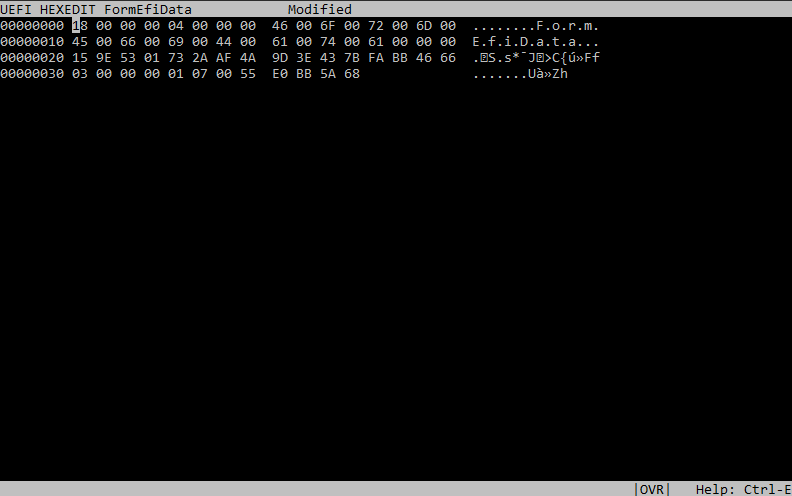 UEFI HEXEDIT FormEfiData            Modified
00000000 18 00 00 00 04 00 00 00  46 00 6F 00 72 00 6D 00  ........F.o.r.m.
00000010 45 00 66 00 69 00 44 00  61 00 74 00 61 00 00 00  E.f.i.D.a.t.a...
00000020 15 9E 53 01 73 2A AF 4A  9D 3E 43 7B FA BB 46 66  .⍰S.s*¯J⍰>C{ú»Ff
00000030 03 00 00 00 01 07 00 55  E0 BB 5A 68              .......Uà»Zh
|OVR|   Help: Ctrl-E